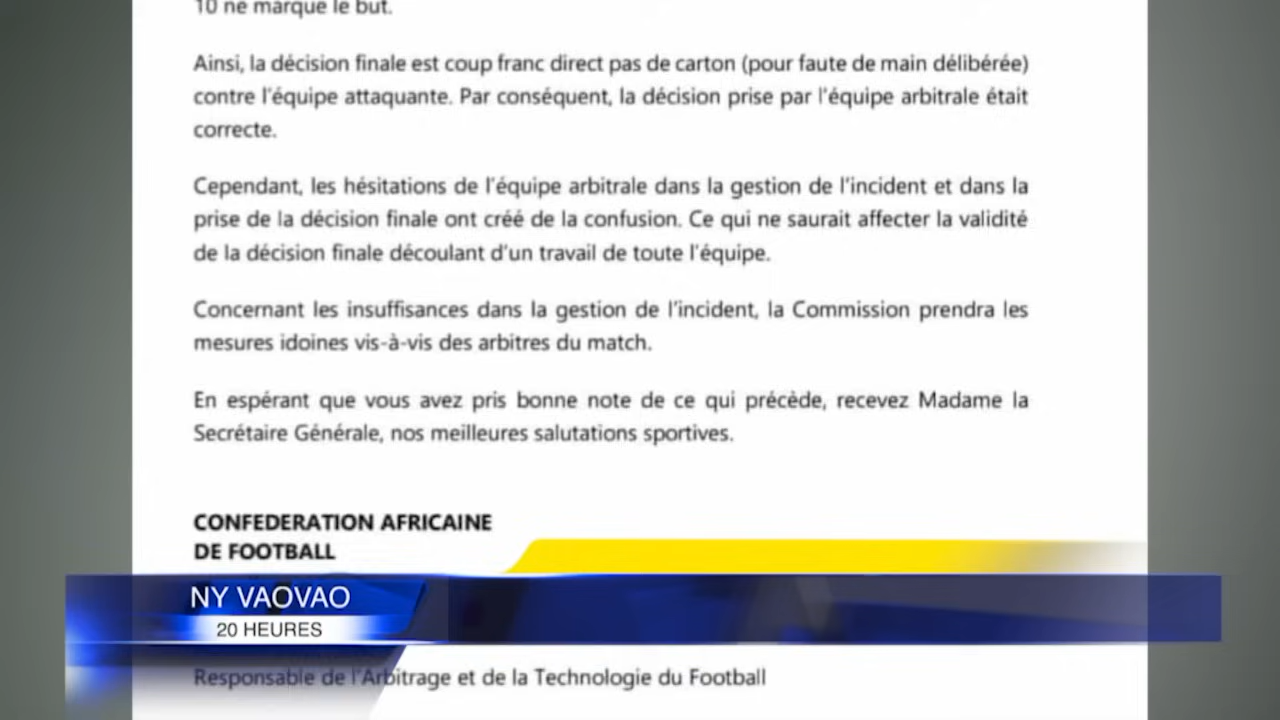 10 ne marque le but.
Ainsi, la décision finale est coup franc direct pas de carton (pour faute de main délibérée)
contre l'équipe attaquante. Par conséquent, la décision prise par l'équipe arbitrale était
correcte.
Cependant, les hésitations de l'équipe arbitrale dans la gestion de l'incident et dans la
prise de la décision finale ont créé de la confusion. Ce qui ne saurait affecter la validité
de la décision finale découlant d'un travail de toute l'équipe.
Concernant les insuffisances dans la gestion de l'incident, la Commission prendra les
mesures idoines vis-à-vis des arbitres du match.
En espérant que vous avez pris bonne note de ce qui précède, recevez Madame la
Secrétaire Générale, nos meilleures salutations sportives.
CONFEDERATION AFRICAINE
DE FOOTBALL
NY VAOVAO
20 HEURES
Responsable de l'Arbitrage et de la Technologie du Football